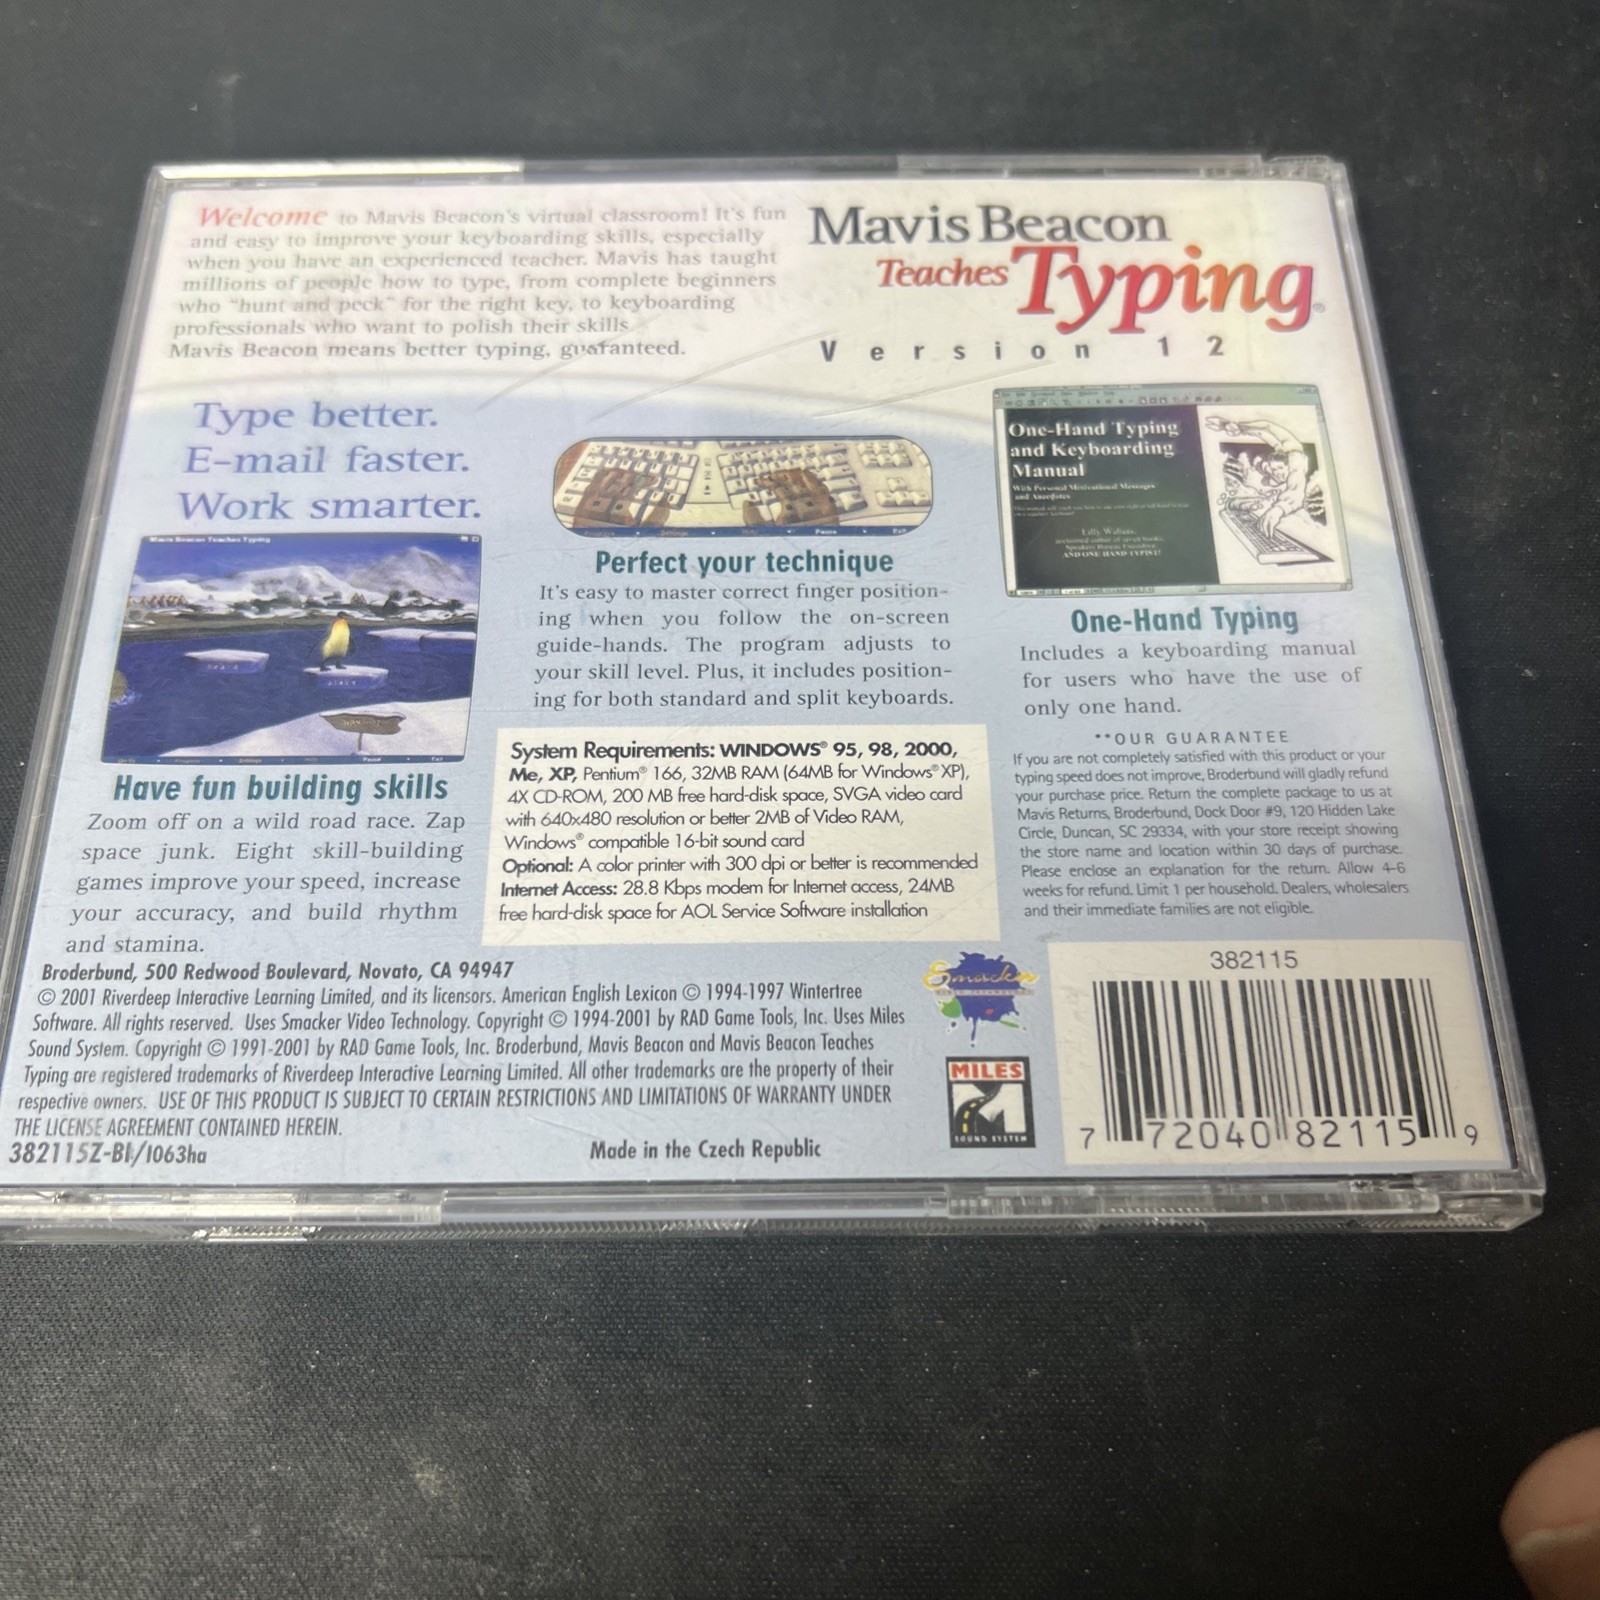 Welcome to Mavis Beacon's virtual classroom! It's fun
and easy to improve your keyboarding skills, especially
when you have an experienced teacher. Mavis has taught
millions of people how to type, from complete beginners
who "hunt and peck" for the right key, to keyboarding
professionals who want to polish their skills.
Mavis Beacon means better typing, guaranteed.
Mavis Beacon
Teaches Typing®
Version 12
Type better.
E-mail faster.
Work smarter.
Mavis Beacon Teaches Typing
Have fun building skills
Zoom off on a wild road race. Zap
space junk. Eight skill-building
games improve your speed, increase
your accuracy, and build rhythm
and stamina.
Pause Exit
Perfect your technique
It's easy to master correct finger position-
ing when you follow the on-screen
guide-hands. The program adjusts to
your skill level. Plus, it includes position-
ing for both standard and split keyboards.
One-Hand Typing
and Keyboarding
Manual
With Personal Motivational Messages
and Anecdotes
Lilly Walters,
AND ONE HAND TYPIST!
One-Hand Typing
Includes a keyboarding manual
for users who have the use of
only one hand.
System Requirements: WINDOWS® 95, 98, 2000,
Me, XP, Pentium® 166, 32MB RAM (64MB for Windows® XP),
4X CD-ROM, 200 MB free hard-disk space, SVGA video card
with 640x480 resolution or better 2MB of Video RAM,
Windows® compatible 16-bit sound card
Optional: A color printer with 300 dpi or better is recommended
Internet Access: 28.8 Kbps modem for Internet access, 24MB
free hard-disk space for AOL Service Software installation
**OUR GUARANTEE
If you are not completely satisfied with this product or your
typing speed does not improve, Broderbund will gladly refund
your purchase price. Return the complete package to us at
Mavis Returns, Broderbund, Dock Door #9, 120 Hidden Lake
Circle, Duncan, SC 29334, with your store receipt showing
the store name and location within 30 days of purchase.
Please enclose an explanation for the return. Allow 4-6
weeks for refund. Limit 1 per household. Dealers, wholesalers
and their immediate families are not eligible.
Broderbund, 500 Redwood Boulevard, Novato, CA 94947
© 2001 Riverdeep Interactive Learning Limited, and its licensors. American English Lexicon © 1994-1997 Wintertree
Software. All rights reserved. Uses Smacker Video Technology. Copyright © 1994-2001 by RAD Game Tools, Inc. Uses Miles
Sound System. Copyright © 1991-2001 by RAD Game Tools, Inc. Broderbund, Mavis Beacon and Mavis Beacon Teaches
Typing are registered trademarks of Riverdeep Interactive Learning Limited. All other trademarks are the property of their
respective owners. USE OF THIS PRODUCT IS SUBJECT TO CERTAIN RESTRICTIONS AND LIMITATIONS OF WARRANTY UNDER
THE LICENSE AGREEMENT CONTAINED HEREIN.
382115Z-BI/1063ha
Made in the Czech Republic
Smacker
MILES
SOUND SYSTEM
382115
7 72040 82115 9